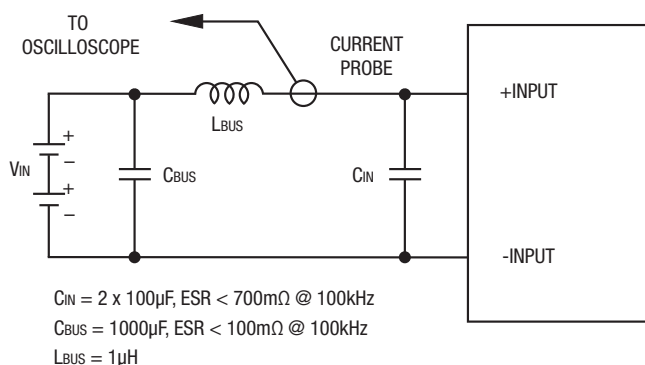 TO
OSCILLOSCOPE
CURRENT
PROBE
+INPUT
LBUS
+
VIN
−
+
−
CBUS
CIN
-INPUT
CIN = 2 x 100µF, ESR < 700mΩ @ 100kHz
CBUS = 1000µF, ESR < 100mΩ @ 100kHz
LBUS = 1µH